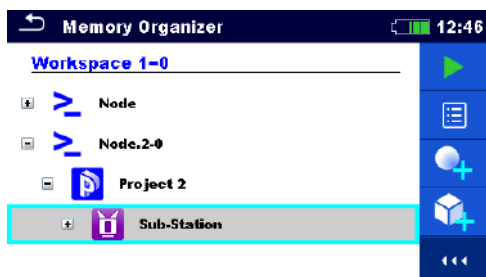 Memory Organizer 12:46
Workspace 1-0
Node
Node.2-0
Project 2
Sub-Station